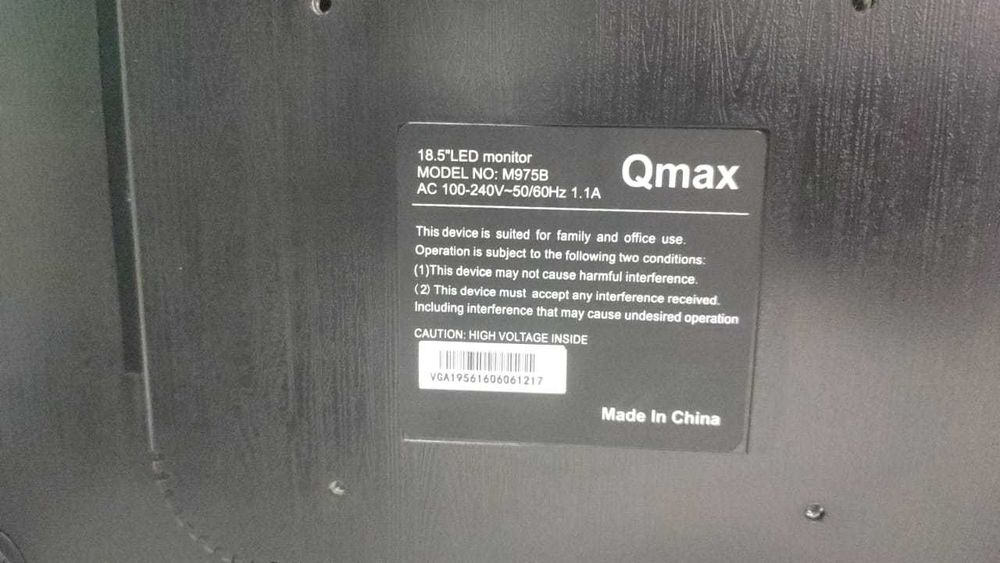 18.5"LED monitor
MODEL NO: M975B
AC 100-240V~50/60Hz 1.1A
Qmax
This device is suited for family and office use.
Operation is subject to the following two conditions:
(1)This device may not cause harmful interference.
(2) This device must accept any interference received.
Including interference that may cause undesired operation
CAUTION: HIGH VOLTAGE INSIDE
VGA19561606061217
Made In China